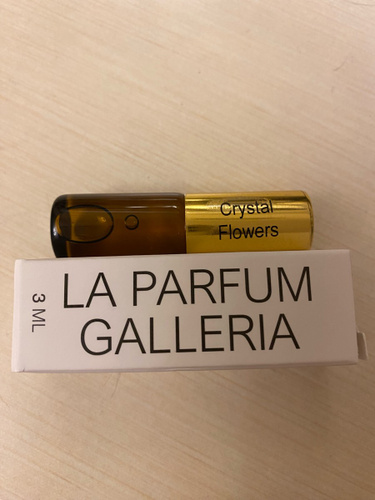 Crystal
Flowers
LA PARFUM
GALLERIA
3 ML